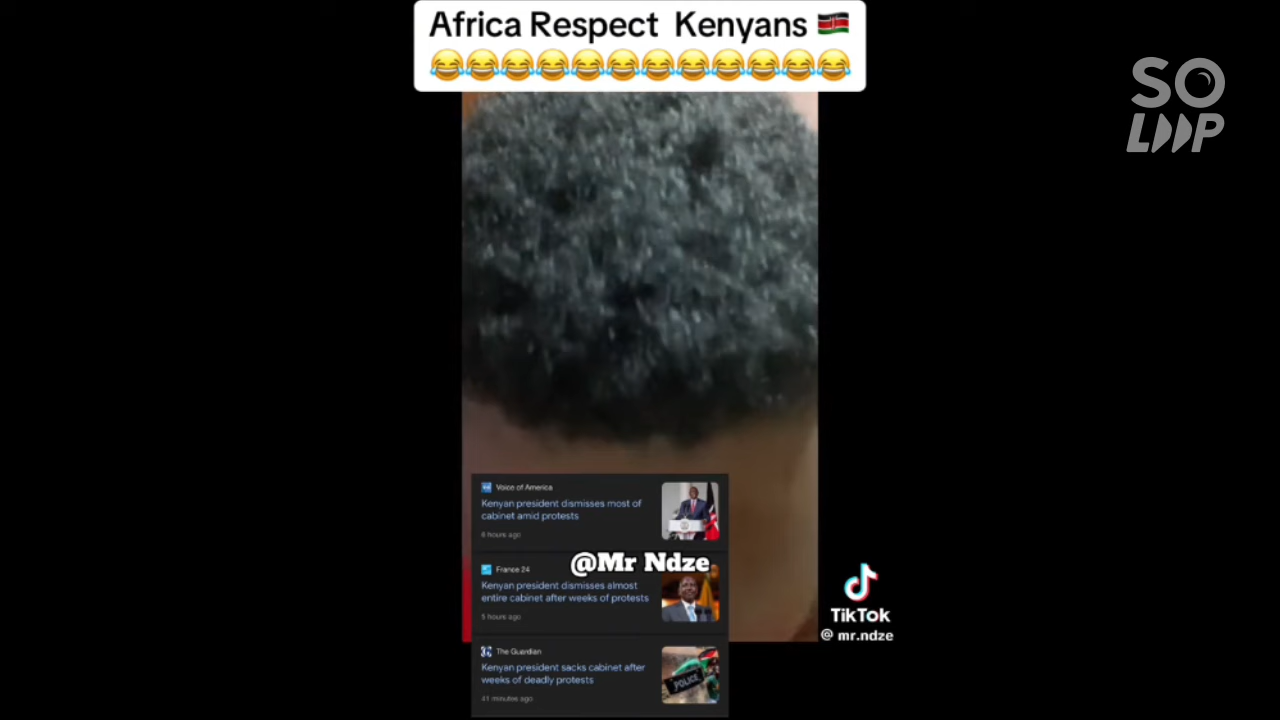 Africa Respect Kenyans 🇰🇪
😂😂😂😂😂😂😂😂😂😂😂😂
SO
LOOP
Voice of America
Kenyan president dismisses most of
cabinet amid protests
6 hours ago
@Mr Ndze
France 24
Kenyan president dismisses almost
entire cabinet after weeks of protests
5 hours ago
The Guardian
Kenyan president sacks cabinet after
weeks of deadly protests
41 minutes ago
POLICE
TikTok
@ mr.ndze